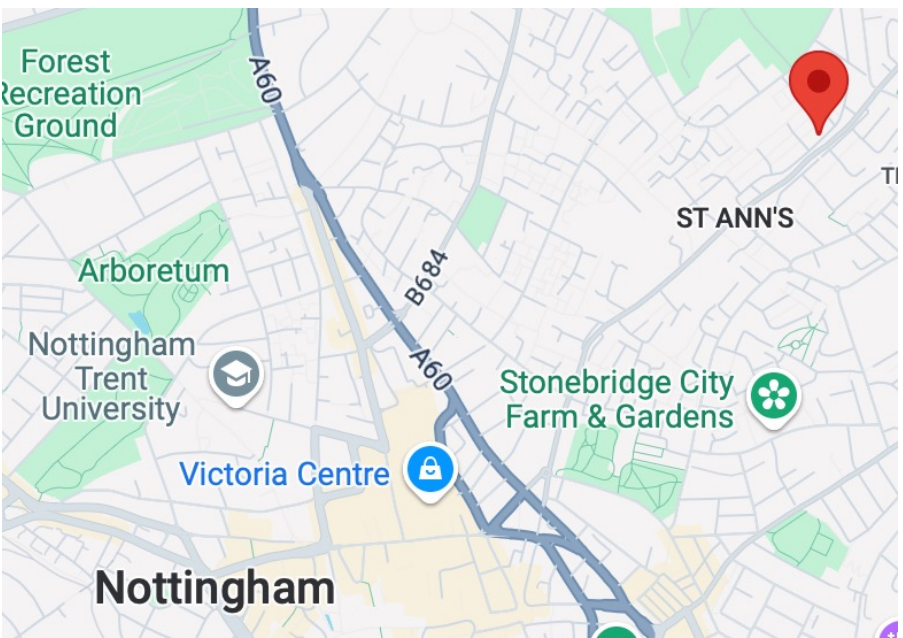 Forest
Recreation
Ground
A60
ST ANN'S
Arboretum
B684
Nottingham
Trent
University
A60
Stonebridge City
Farm & Gardens
Victoria Centre
Nottingham